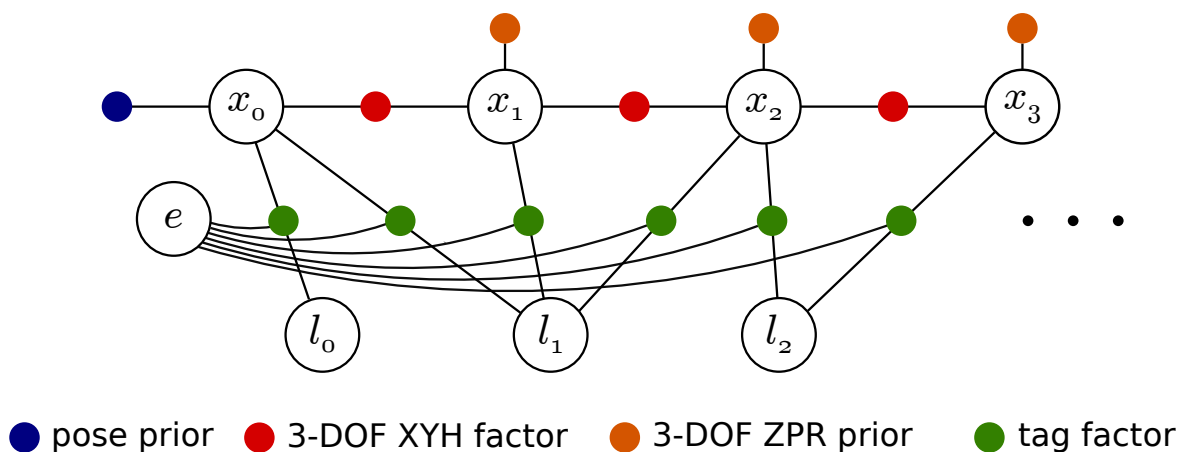 x₀ x₁ x₂ x₃
e
l₀ l₁ l₂
pose prior 3-DOF XYH factor 3-DOF ZPR prior tag factor